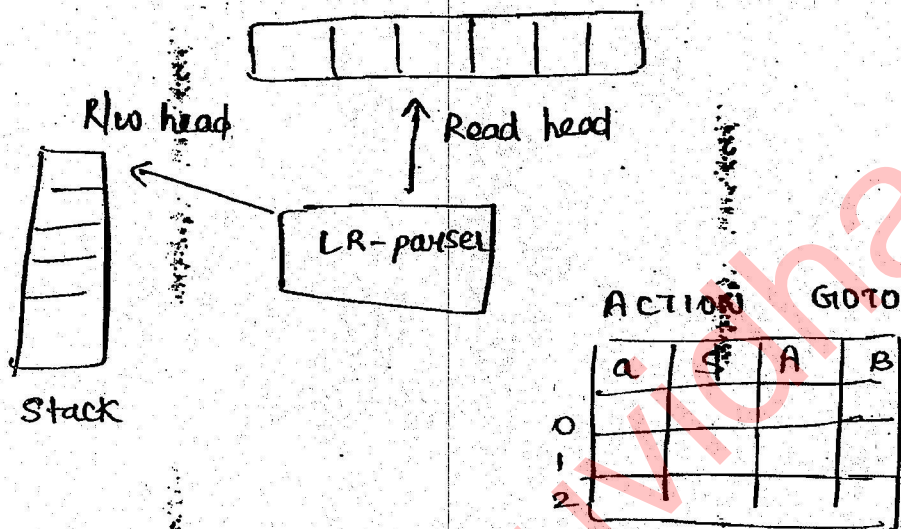 R/w head
Read head
LR-parser
ACTION GOTO
a $ A B
0
1
2
Stack